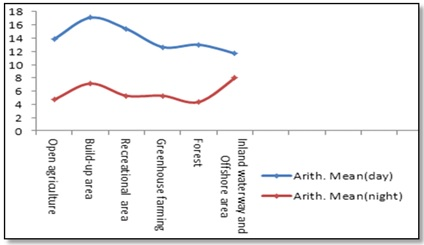 18
16
14
12
10
8
6
4
2
0
Open agriculture
Build-up area
Recreational area
Greenhouse farming
Forest
Inland waterway and
Offshore area
Arith. Mean(day)
Arith. Mean(night)